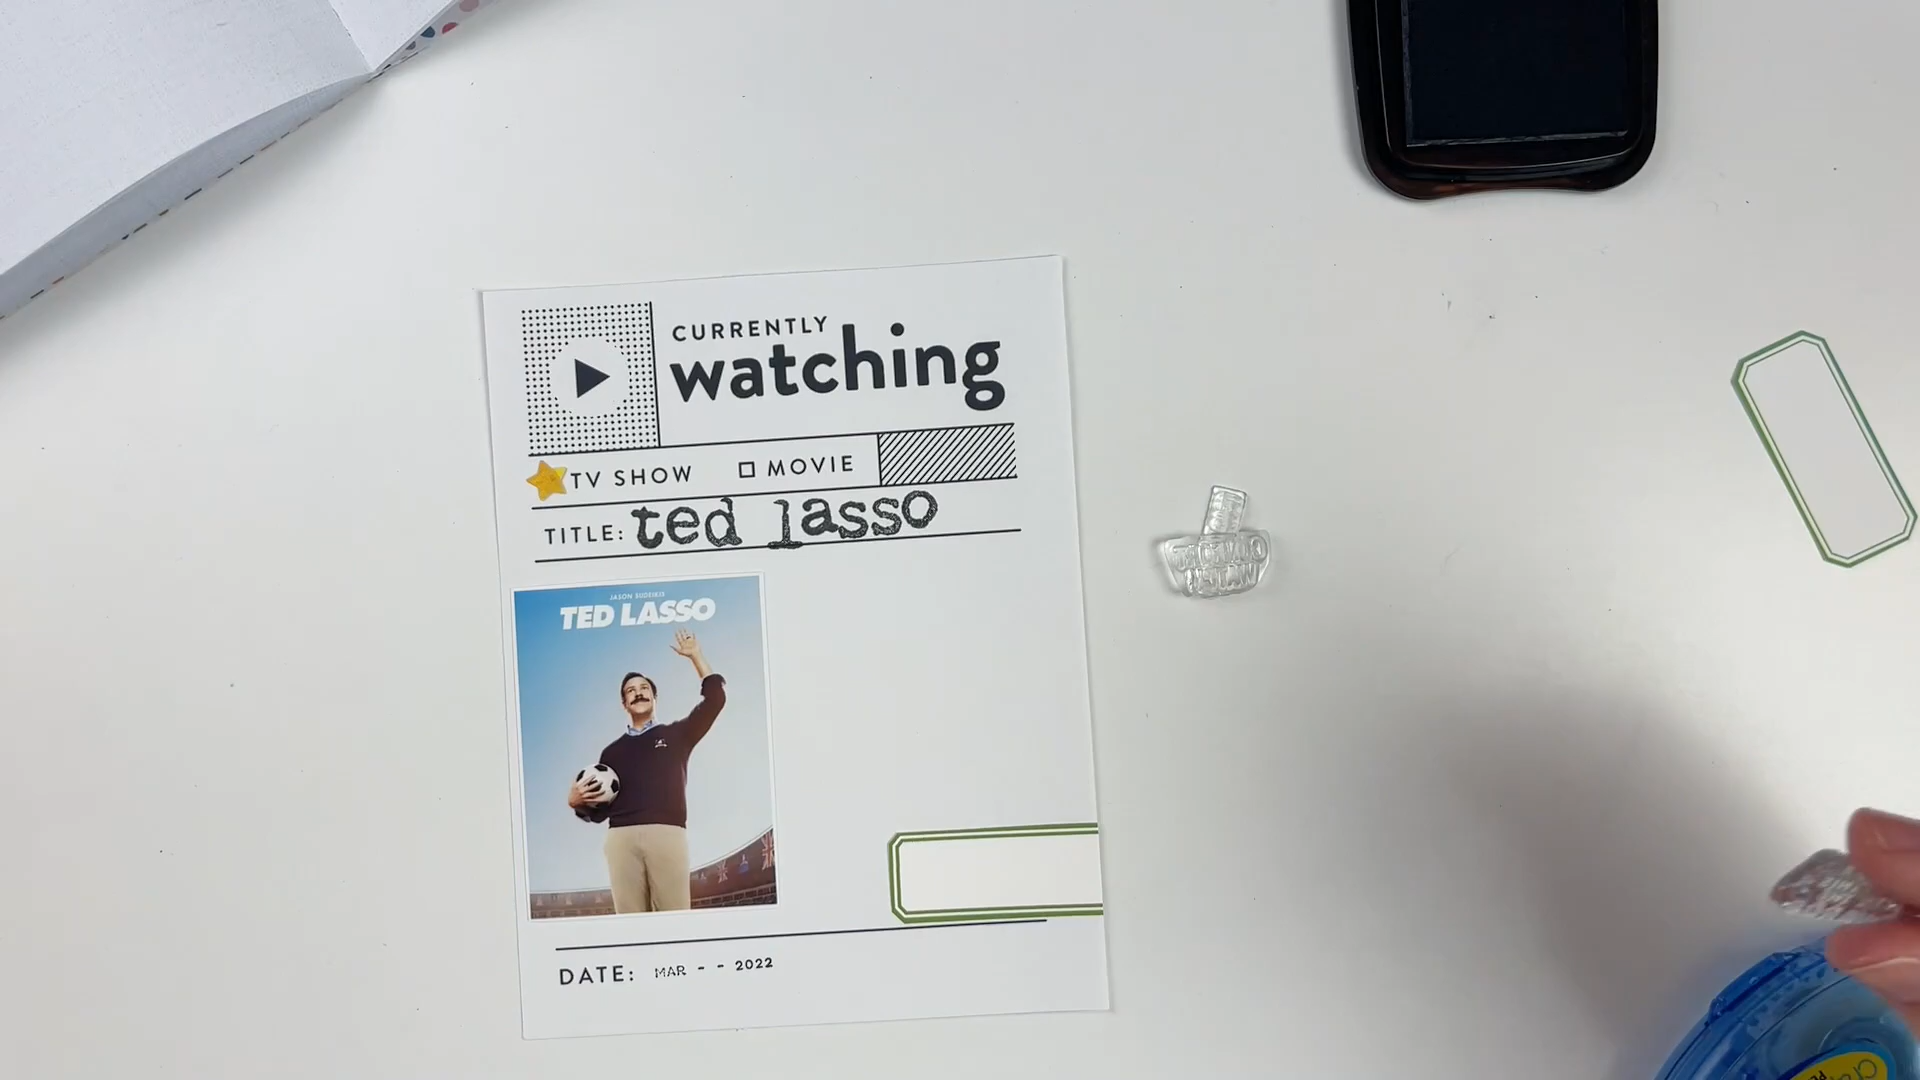 CURRENTLY
watching
TV SHOW MOVIE
TITLE: ted lasso
JASON SUDEIKIS
TED LASSO
DATE: MAR - - 2022